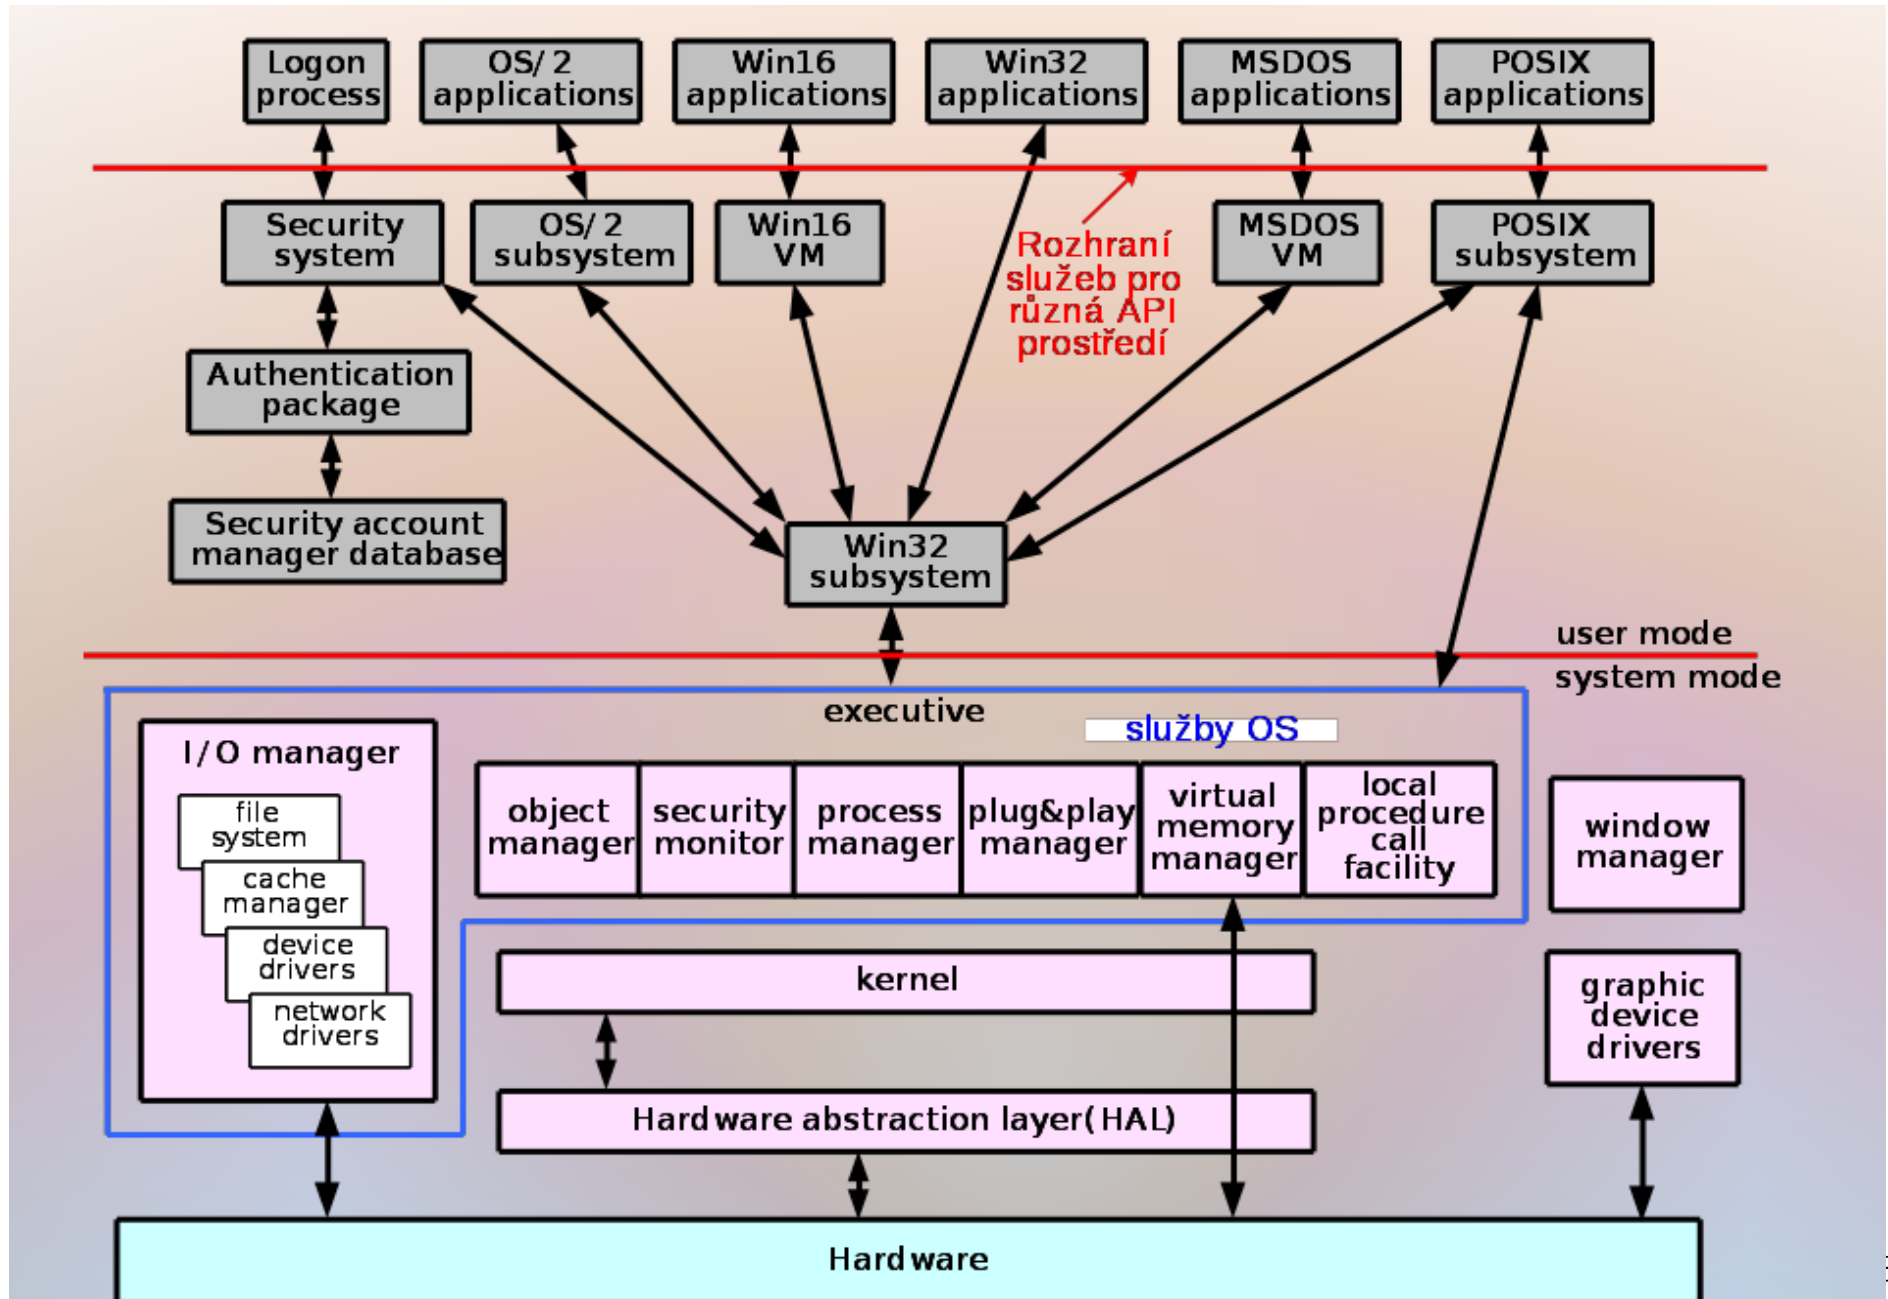 Logon
process
OS/2
applications
Win16
applications
Win32
applications
MSDOS
applications
POSIX
applications
Security
system
OS/2
subsystem
Win16
VM
Rozhraní
služeb pro
různá API
prostředí
MSDOS
VM
POSIX
subsystem
Authentication
package
Security account
manager database
Win32
subsystem
user mode
system mode
executive
služby OS
I/O manager
file
system
cache
manager
device
drivers
network
drivers
object
manager
security
monitor
process
manager
plug&play
manager
virtual
memory
manager
local
procedure
call
facility
window
manager
kernel
graphic
device
drivers
Hardware abstraction layer(HAL)
Hardware